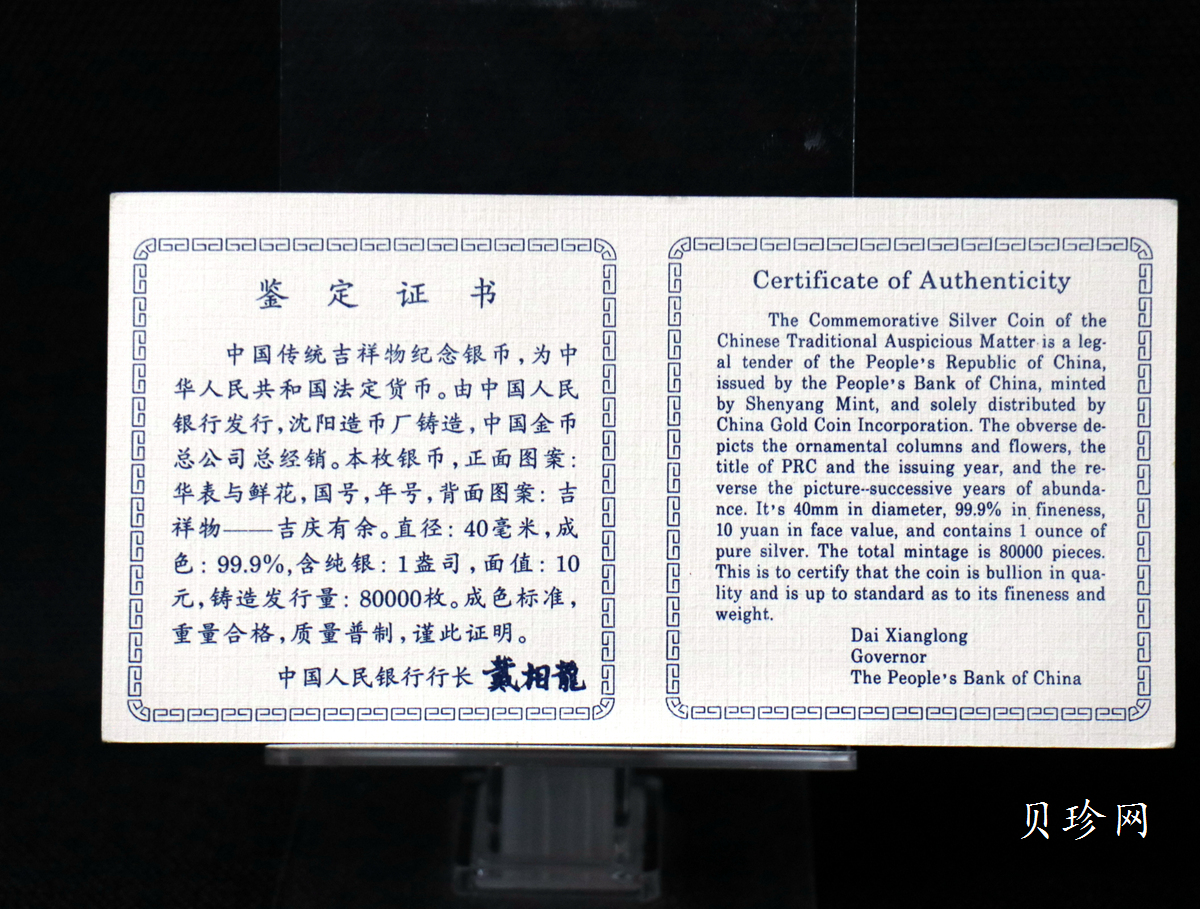 鉴定证书
中国传统吉祥物纪念银币，为中
华人民共和国法定货币。由中国人民
银行发行，沈阳造币厂铸造，中国金币
总公司总经销。本枚银币，正面图案：
华表与鲜花，国号，年号，背面图案：吉
祥物——吉庆有余。直径：40毫米，成
色：99.9%，含纯银：1盎司，面值：10
元，铸造发行量：80000枚。成色标准，
重量合格，质量普制，谨此证明。
中国人民银行行长 戴相龍
Certificate of Authenticity
The Commemorative Silver Coin of the
Chinese Traditional Auspicious Matter is a leg-
al tender of the People's Republic of China,
issued by the People's Bank of China, minted
by Shenyang Mint, and solely distributed by
China Gold Coin Incorporation. The obverse de-
picts the ornamental columns and flowers, the
title of PRC and the issuing year, and the re-
verse the picture--successive years of abunda-
nce. It's 40mm in diameter, 99.9% in fineness,
10 yuan in face value, and contains 1 ounce of
pure silver. The total mintage is 80000 pieces.
This is to certify that the coin is bullion in qua-
lity and is up to standard as to its fineness and
weight.
Dai Xianglong
Governor
The People's Bank of China
贝珍网